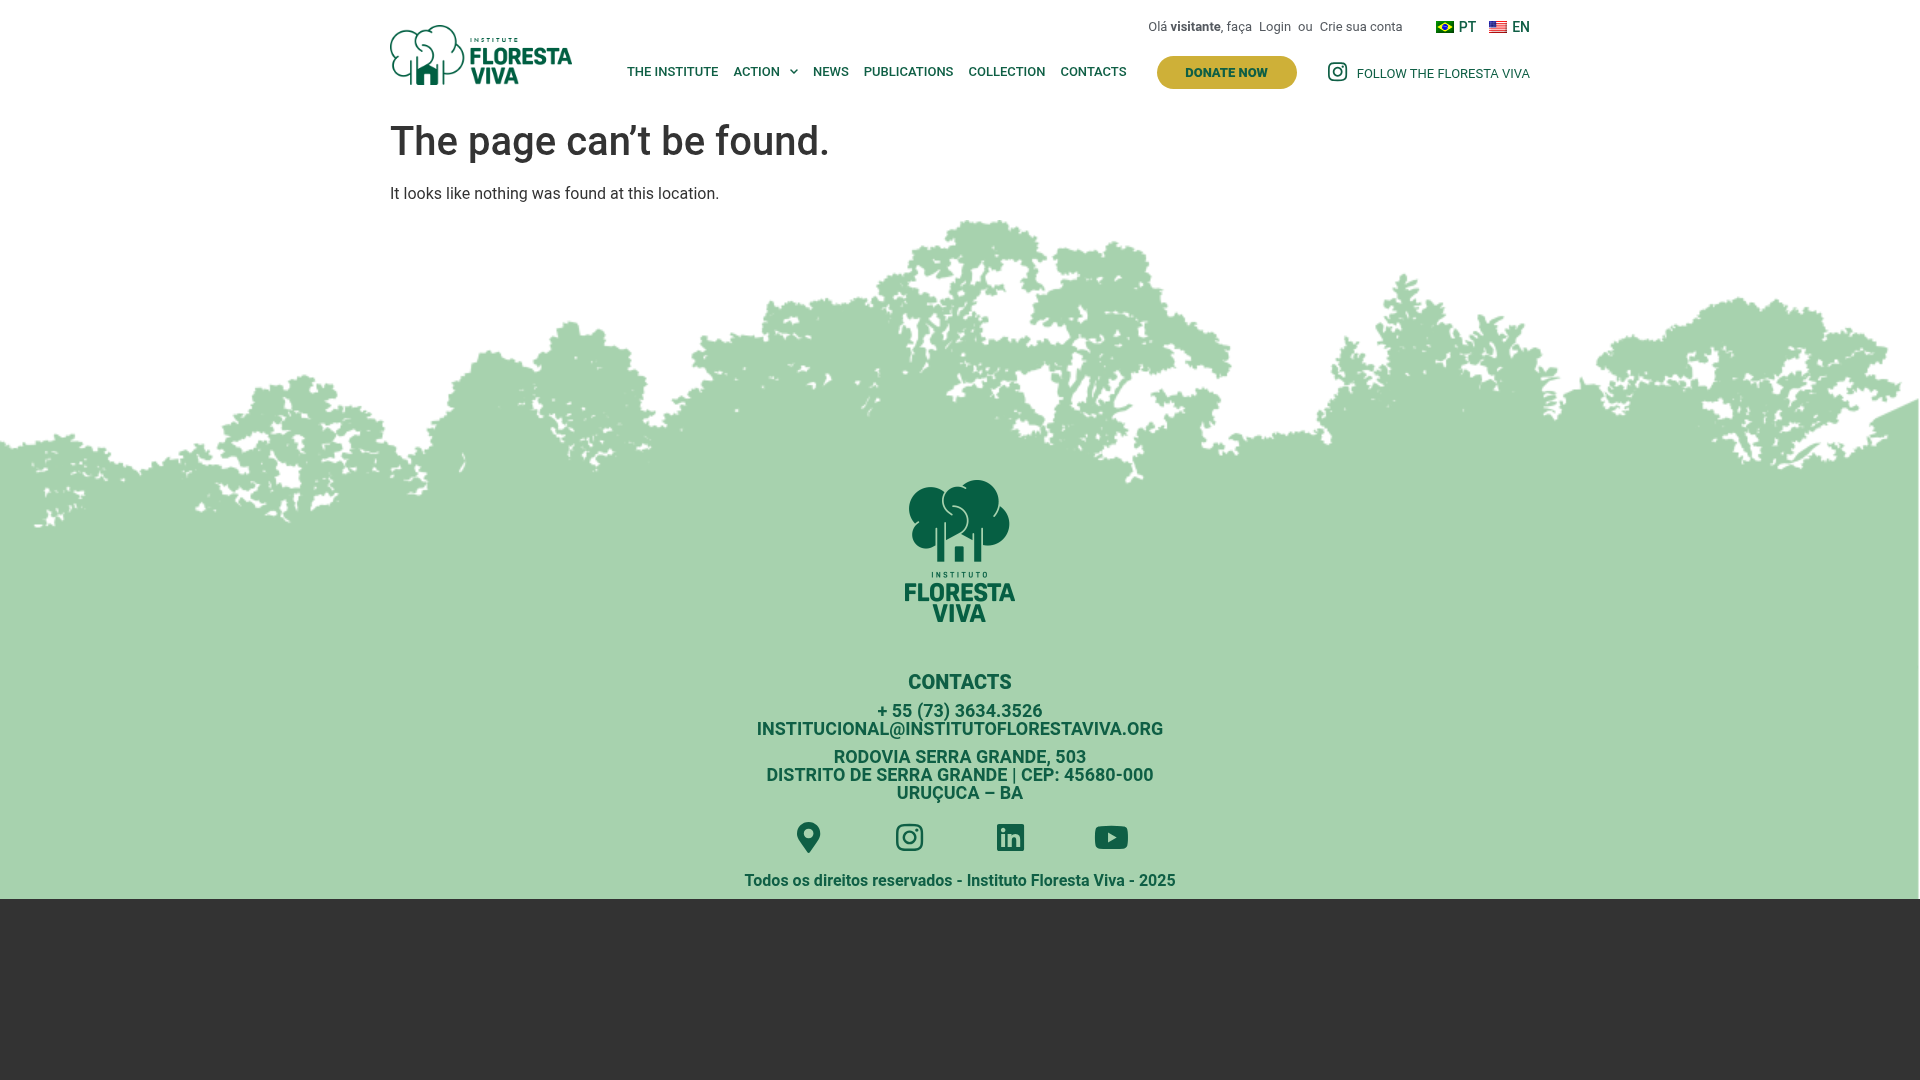 Olá visitante, faça Login ou Crie sua conta
PT
EN
INSTITUTE
FLORESTA
VIVA
THE INSTITUTE
ACTION
NEWS
PUBLICATIONS
COLLECTION
CONTACTS
DONATE NOW
FOLLOW THE FLORESTA VIVA
The page can’t be found.
It looks like nothing was found at this location.
INSTITUTO
FLORESTA
VIVA
CONTACTS
+ 55 (73) 3634.3526
INSTITUCIONAL@INSTITUTOFLORESTAVIVA.ORG
RODOVIA SERRA GRANDE, 503
DISTRITO DE SERRA GRANDE | CEP: 45680-000
URUÇUCA – BA
Todos os direitos reservados - Instituto Floresta Viva - 2025